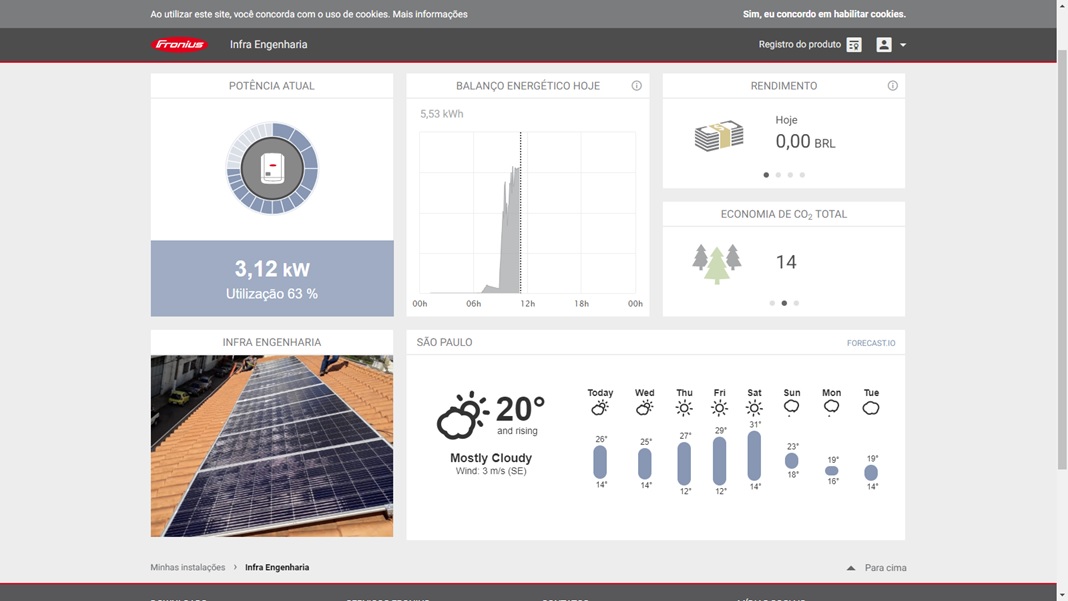 Ao utilizar este site, você concorda com o uso de cookies. Mais informações
Sim, eu concordo em habilitar cookies.
Fronius
Infra Engenharia
Registro do produto
POTÊNCIA ATUAL
3,12 kW
Utilização 63 %
BALANÇO ENERGÉTICO HOJE
5,53 kWh
00h 06h 12h 18h 00h
RENDIMENTO
Hoje
0,00 BRL
ECONOMIA DE CO₂ TOTAL
14
INFRA ENGENHARIA
SÃO PAULO
FORECAST.IO
20°
and rising
Mostly Cloudy
Wind: 3 m/s (SE)
Today Wed Thu Fri Sat Sun Mon Tue
26° 25° 27° 29° 31° 23° 19° 19°
14° 14° 12° 12° 14° 18° 16° 14°
Minhas instalações › Infra Engenharia
Para cima